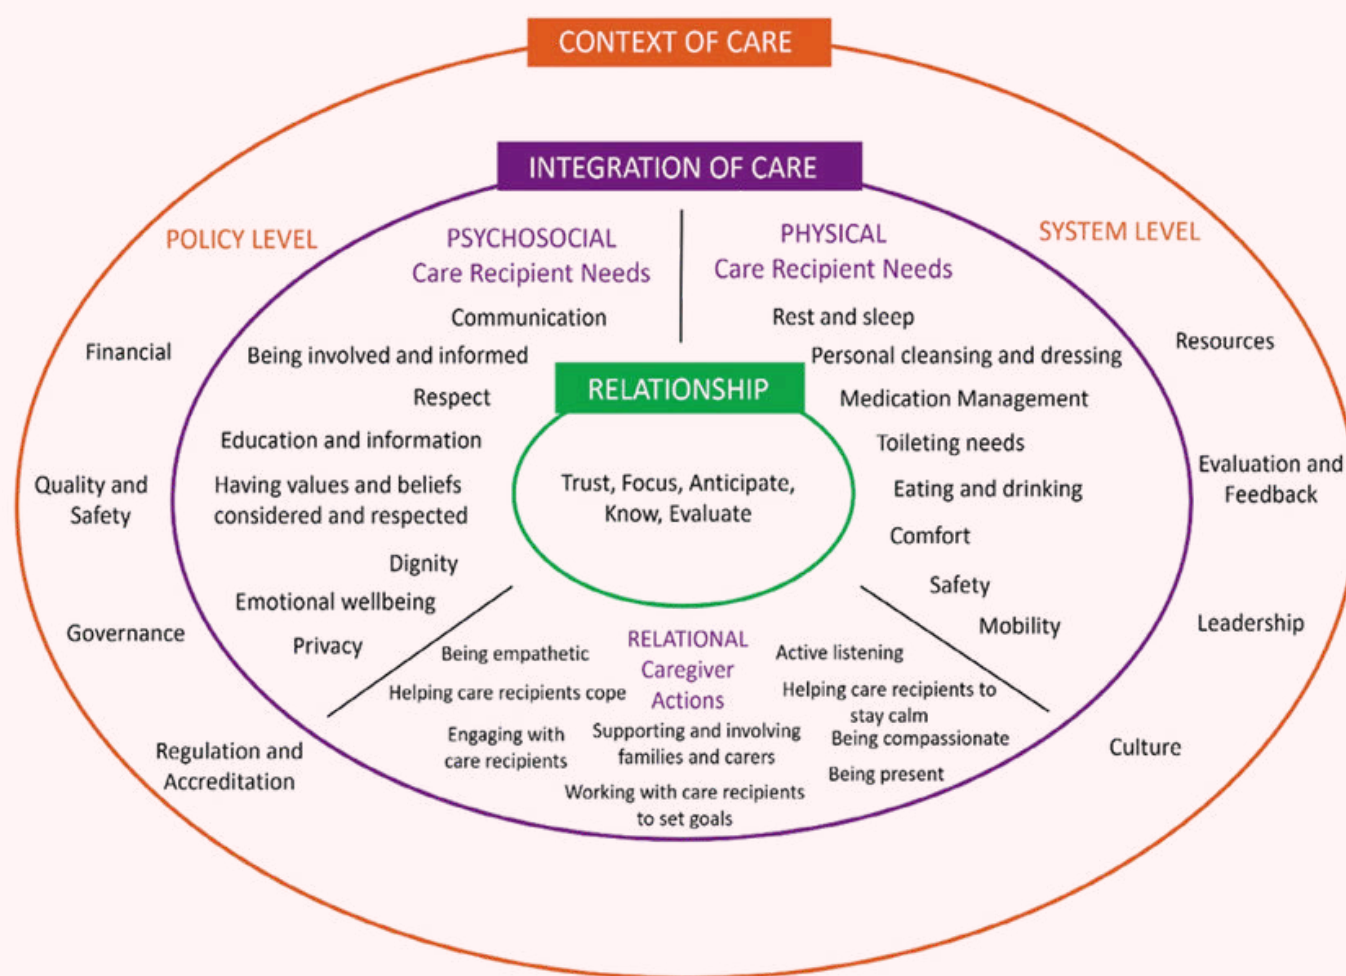 CONTEXT OF CARE
INTEGRATION OF CARE
POLICY LEVEL
SYSTEM LEVEL
PSYCHOSOCIAL
Care Recipient Needs
PHYSICAL
Care Recipient Needs
Financial
Quality and
Safety
Governance
Regulation and
Accreditation
Communication
Being involved and informed
Respect
Education and information
Having values and beliefs
considered and respected
Dignity
Emotional wellbeing
Privacy
RELATIONSHIP
Trust, Focus, Anticipate,
Know, Evaluate
Rest and sleep
Personal cleansing and dressing
Medication Management
Toileting needs
Eating and drinking
Comfort
Safety
Mobility
RELATIONAL
Caregiver
Actions
Being empathetic
Helping care recipients cope
Engaging with
care recipients
Supporting and involving
families and carers
Working with care recipients
to set goals
Active listening
Helping care recipients to
stay calm
Being compassionate
Being present
Resources
Evaluation and
Feedback
Leadership
Culture